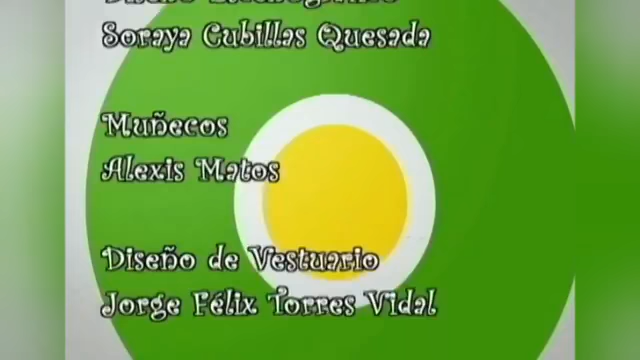 Soraya Cubillas Quesada
Muñecos
Alexis Matos
Diseño de Vestuario
Jorge Félix Torres Vidal